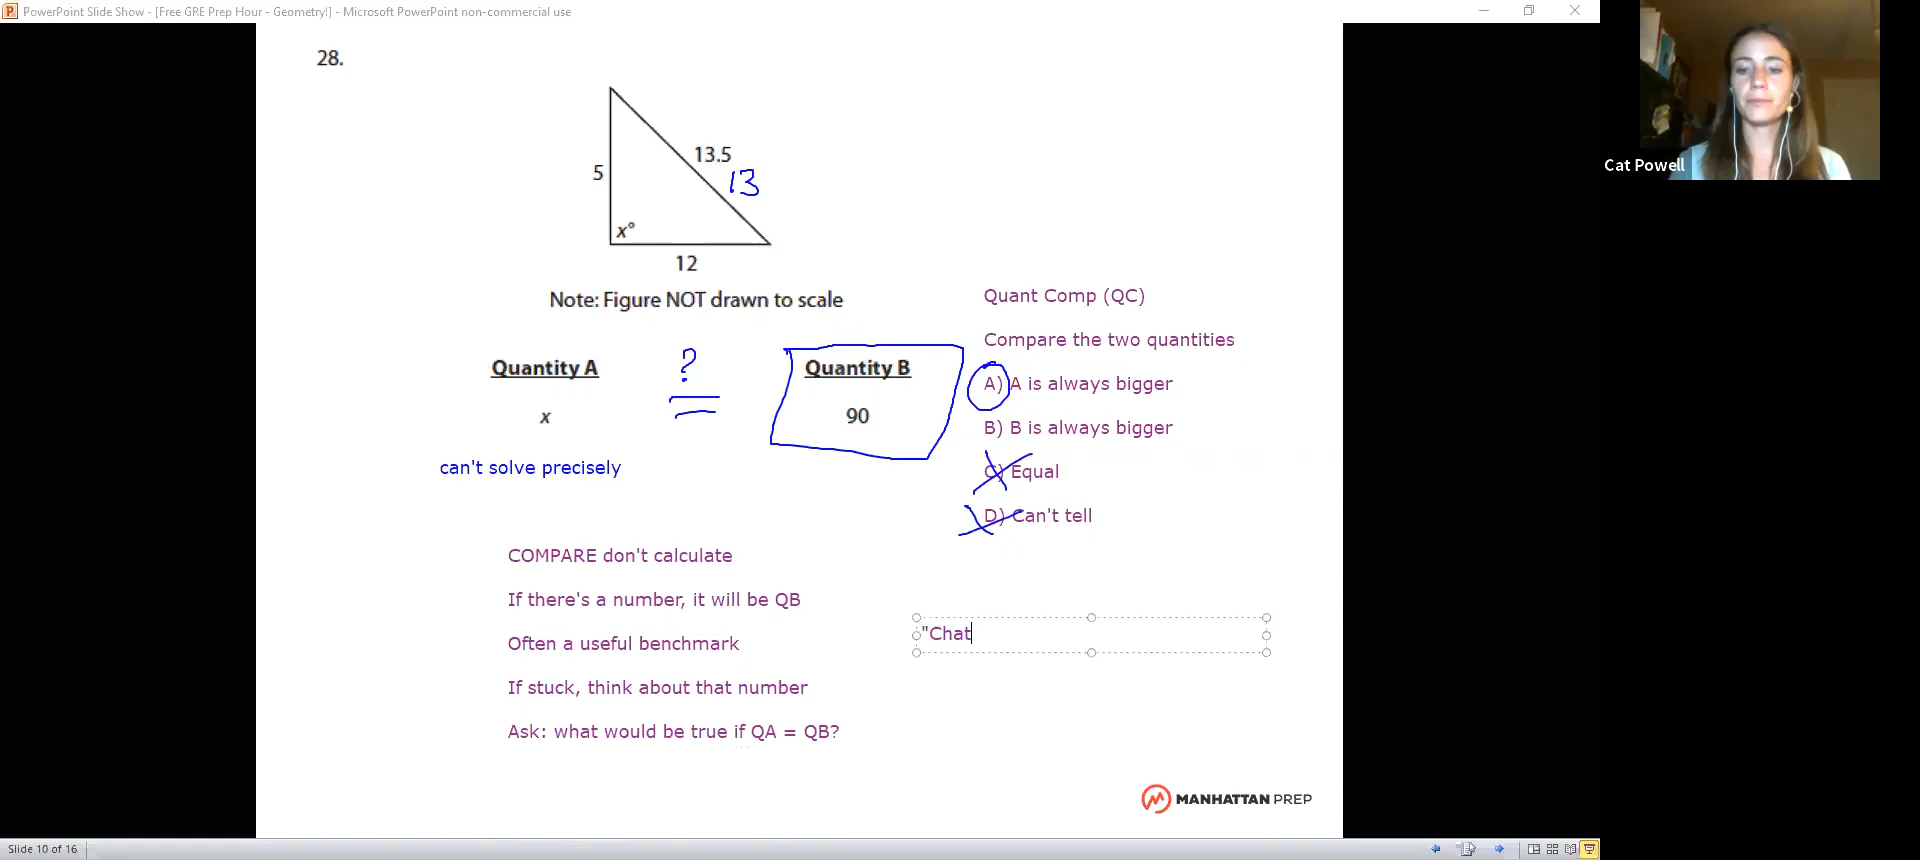 PowerPoint Slide Show - [Free GRE Prep Hour - Geometry!] - Microsoft PowerPoint non-commercial use
28.
13.5
13
5
x°
12
Note: Figure NOT drawn to scale
Quantity A ? Quantity B
x 90
can't solve precisely
Quant Comp (QC)
Compare the two quantities
A) A is always bigger
B) B is always bigger
C) Equal
D) Can't tell
COMPARE don't calculate
If there's a number, it will be QB
Often a useful benchmark
If stuck, think about that number
Ask: what would be true if QA = QB?
"Chat
MANHATTAN PREP
Cat Powell
Slide 10 of 16